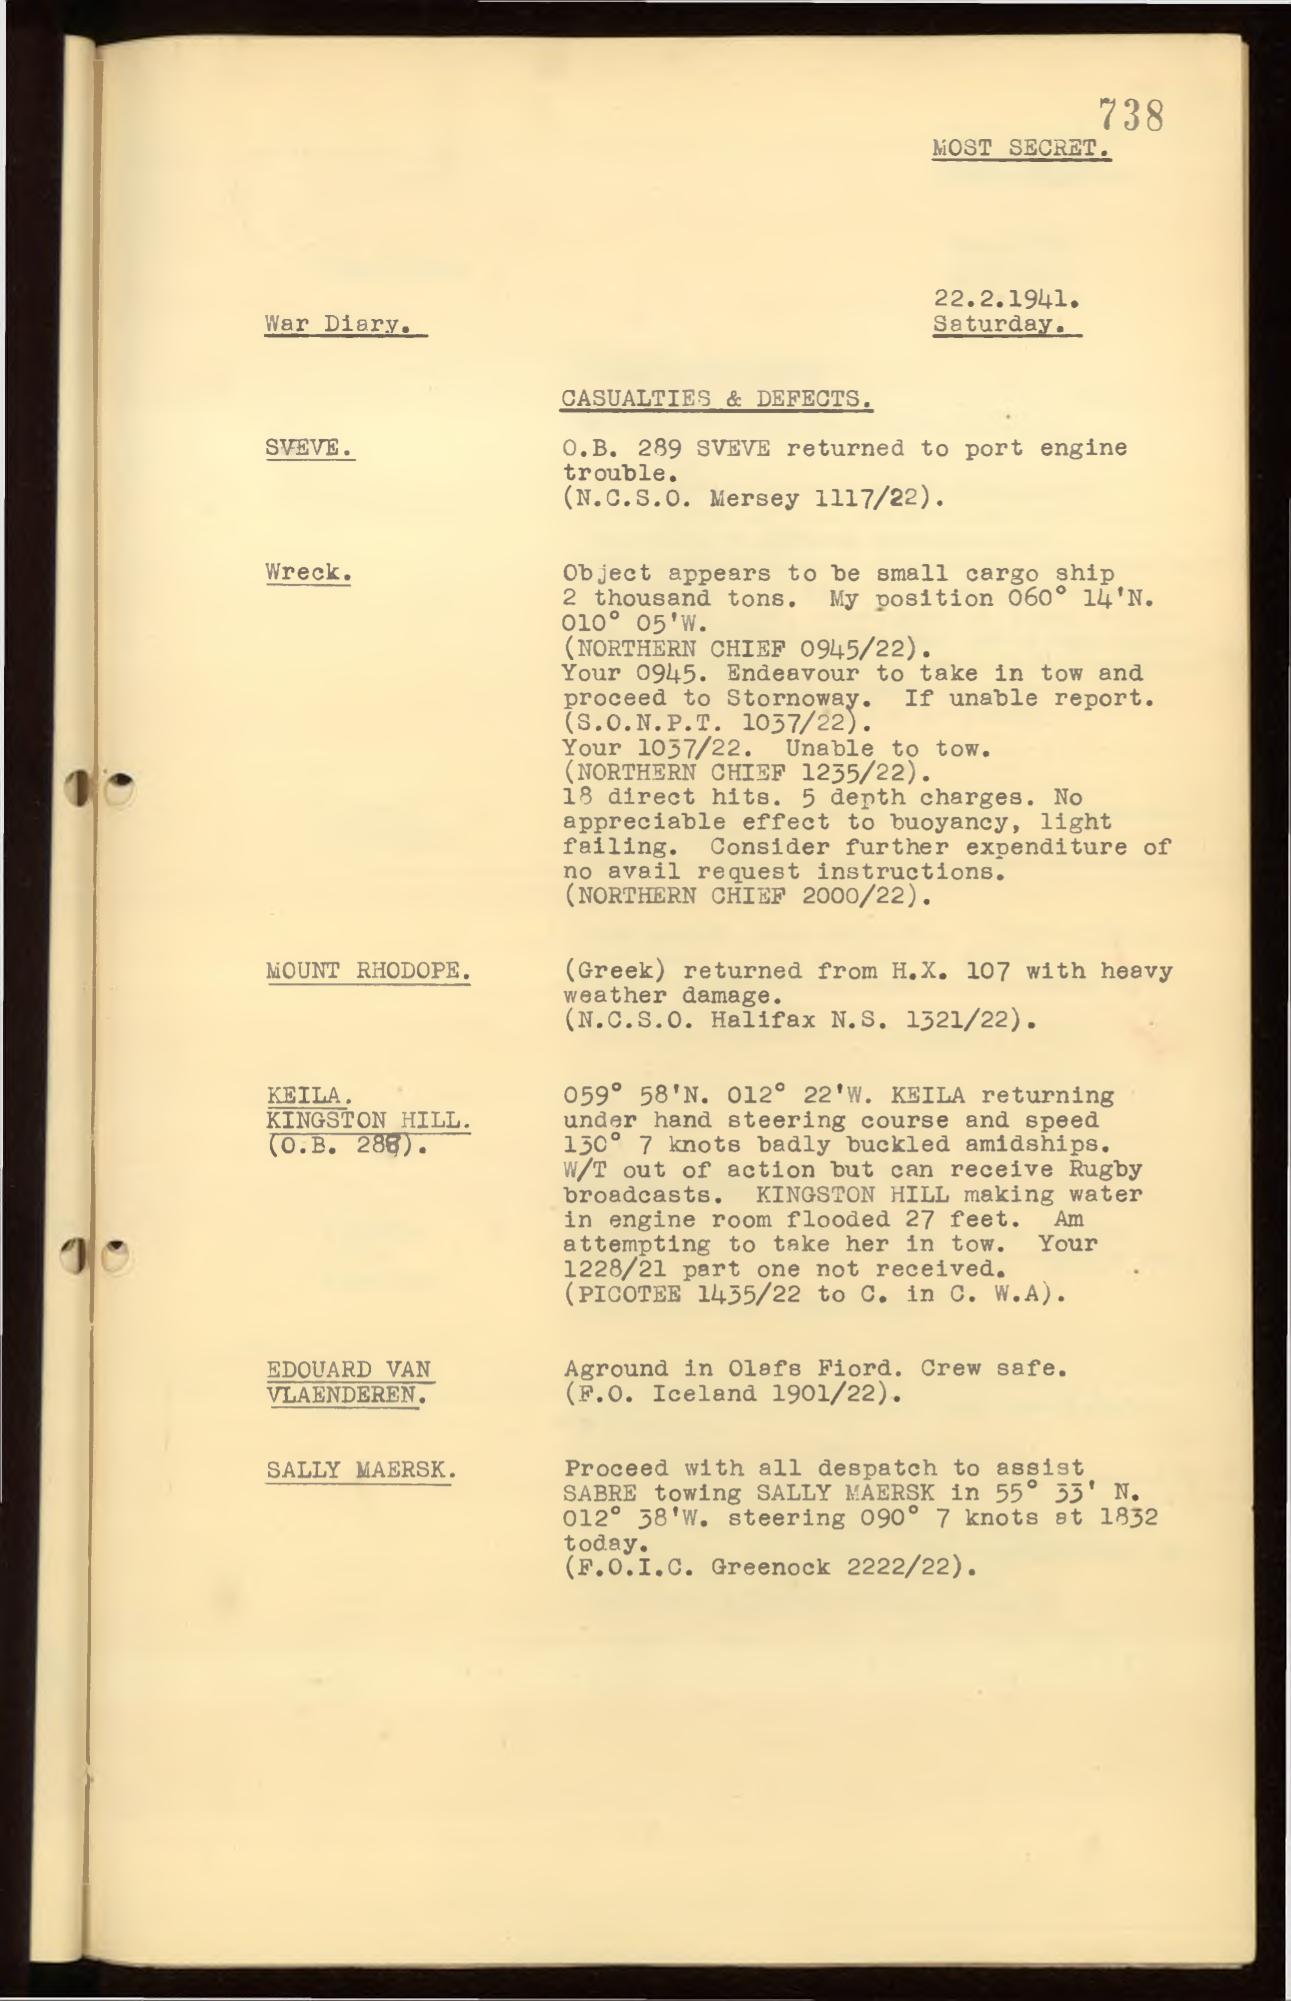 738
MOST SECRET.
22.2.1941.
War Diary.
Saturday.
CASUALTIES & DEFECTS.
SVEVE.
O.B. 289 SVEVE returned to port engine
trouble.
(N.C.S.O. Mersey 1117/22).
Wreck.
Object appears to be small cargo ship
2 thousand tons. My position 060° 14'N.
010° 05'W.
(NORTHERN CHIEF 0945/22).
Your 0945. Endeavour to take in tow and
proceed to Stornoway. If unable report.
(S.O.N.P.T. 1037/22).
Your 1037/22. Unable to tow.
(NORTHERN CHIEF 1235/22).
18 direct hits. 5 depth charges. No
appreciable effect to buoyancy, light
failing. Consider further expenditure of
no avail request instructions.
(NORTHERN CHIEF 2000/22).
MOUNT RHODOPE.
(Greek) returned from H.X. 107 with heavy
weather damage.
(N.C.S.O. Halifax N.S. 1321/22).
KEILA.
KINGSTON HILL.
(O.B. 288).
059° 58'N. 012° 22'W. KEILA returning
under hand steering course and speed
130° 7 knots badly buckled amidships.
W/T out of action but can receive Rugby
broadcasts. KINGSTON HILL making water
in engine room flooded 27 feet. Am
attempting to take her in tow. Your
1228/21 part one not received.
(PICOTEE 1435/22 to C. in C. W.A).
EDOUARD VAN
VLAENDEREN.
Aground in Olafs Fiord. Crew safe.
(F.O. Iceland 1901/22).
SALLY MAERSK.
Proceed with all despatch to assist
SABRE towing SALLY MAERSK in 55° 33' N.
012° 38'W. steering 090° 7 knots at 1832
today.
(F.O.I.C. Greenock 2222/22).